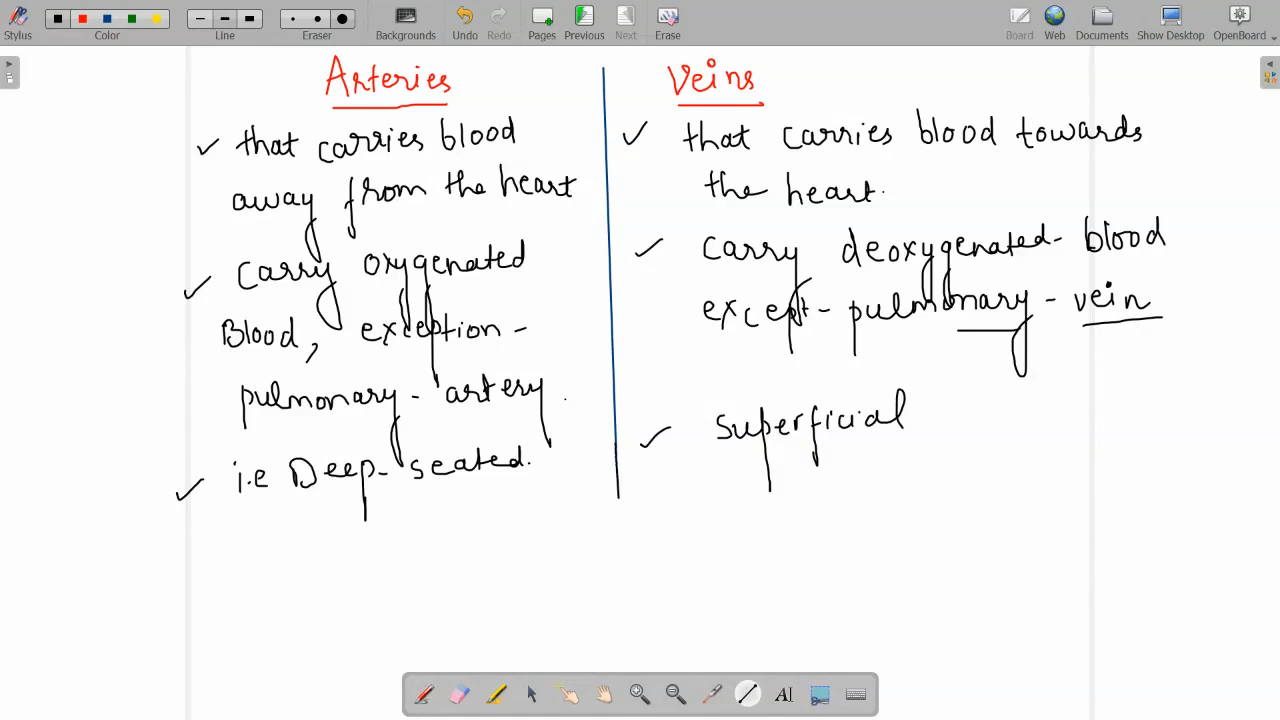 Stylus
Color
Line
Eraser
Backgrounds
Undo
Redo
Pages
Previous
Next
Erase
Board
Web
Documents
Show Desktop
OpenBoard
Arteries
that carries blood
away from the heart
carry oxygenated
Blood, exception -
pulmonary - artery.
i.e Deep-seated.
Veins
that carries blood towards
the heart.
carry deoxygenated- blood
except- pulmonary - vein
superficial